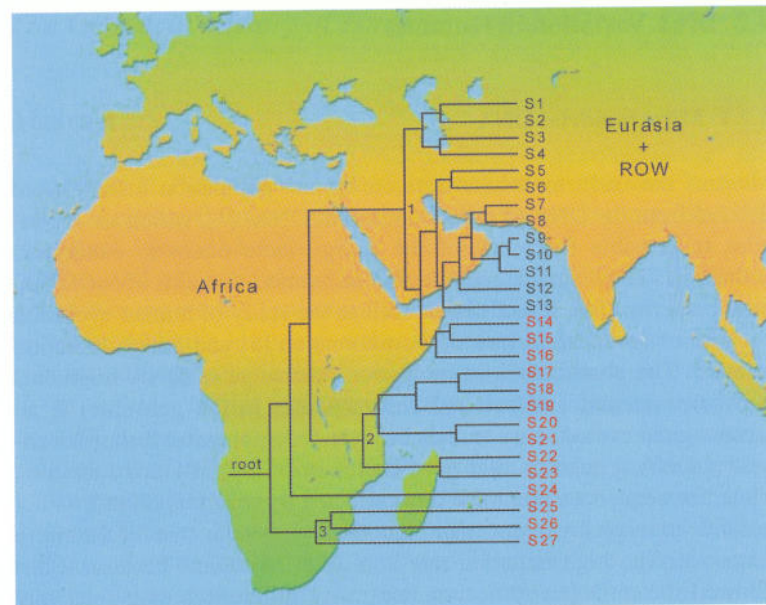 S1
S2
S3
S4
S5
S6
S7
S8
S9
S10
S11
S12
S13
S14
S15
S16
S17
S18
S19
S20
S21
S22
S23
S24
S25
S26
S27
Eurasia
+
ROW
Africa
1
2
root
3